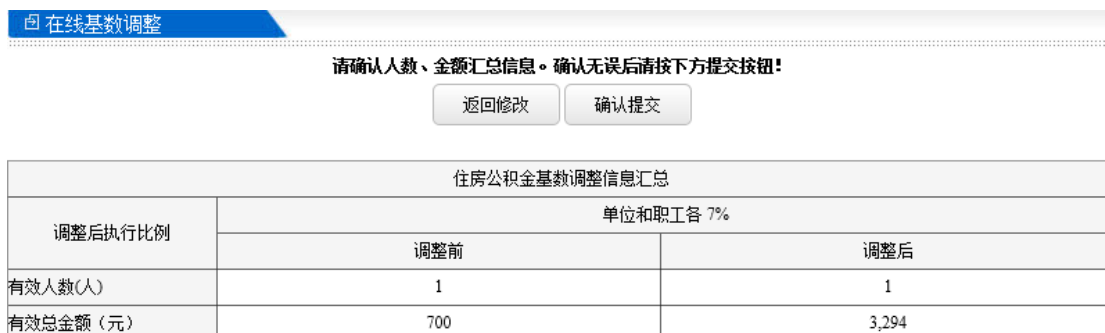 在线基数调整
请确认人数、金额汇总信息。确认无误后请按下方提交按钮!
返回修改 确认提交
住房公积金基数调整信息汇总
调整后执行比例 单位和职工各 7%
调整前 调整后
有效人数(人) 1 1
有效总金额（元） 700 3,294